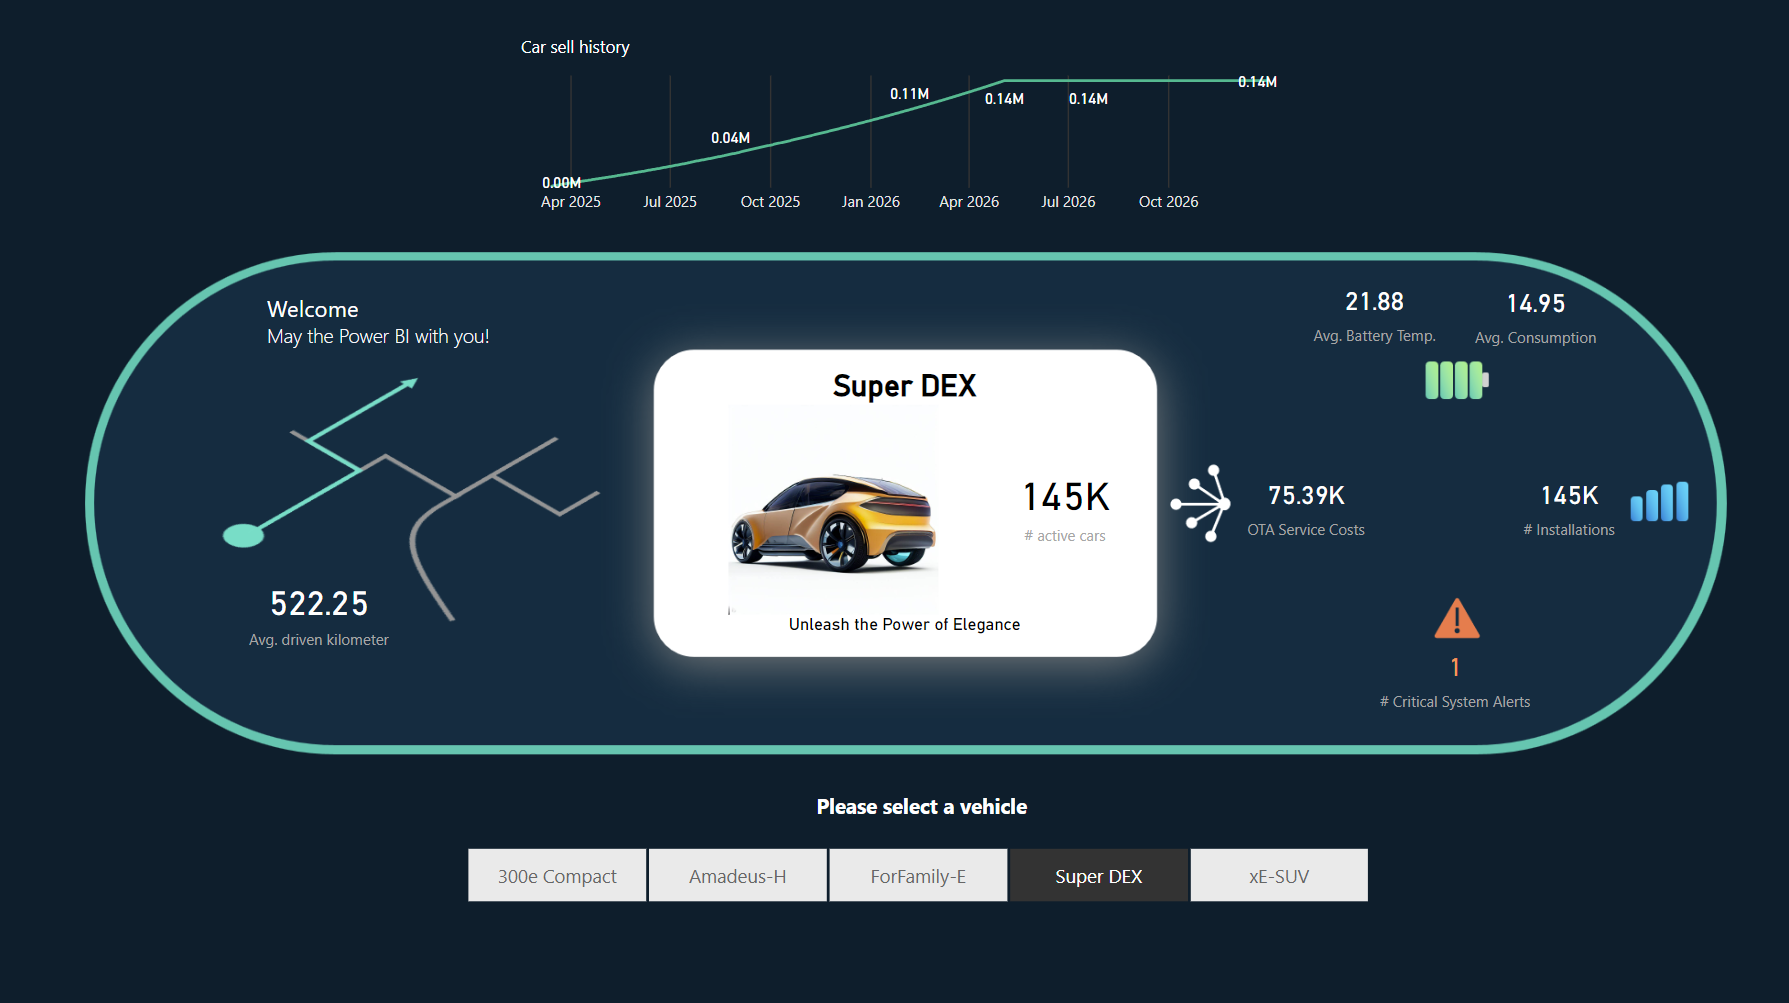 Car sell history
0.00M
0.04M
0.11M
0.14M
0.14M
0.14M
Apr 2025
Jul 2025
Oct 2025
Jan 2026
Apr 2026
Jul 2026
Oct 2026
Welcome
May the Power BI with you!
522.25
Avg. driven kilometer
Super DEX
145K
# active cars
Unleash the Power of Elegance
21.88
Avg. Battery Temp.
14.95
Avg. Consumption
75.39K
OTA Service Costs
145K
# Installations
1
# Critical System Alerts
Please select a vehicle
300e Compact
Amadeus-H
ForFamily-E
Super DEX
xE-SUV